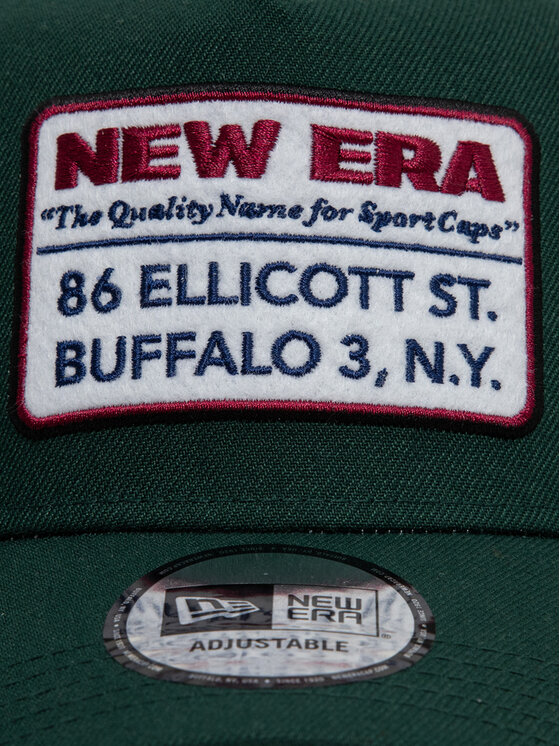 NEW ERA
"The Quality Name for Sport Caps"
86 ELLICOTT ST.
BUFFALO 3, N.Y.
NEW
ERA
®
ADJUSTABLE